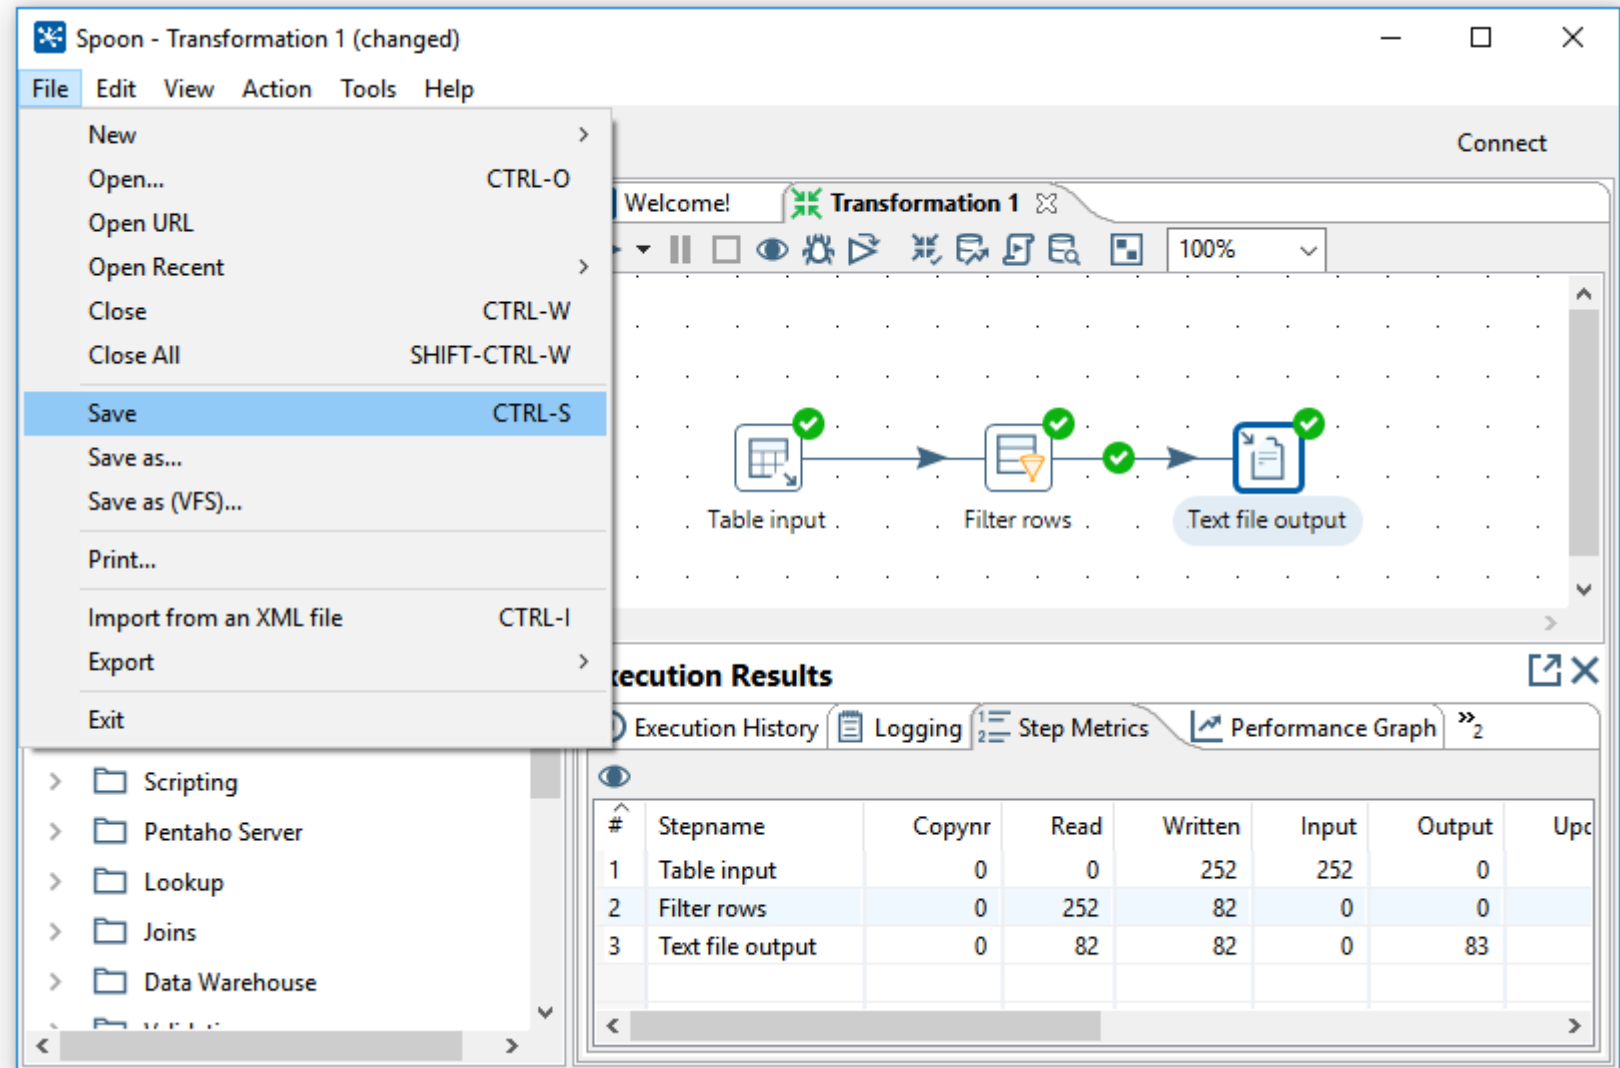 Spoon - Transformation 1 (changed)
File Edit View Action Tools Help
New
Open... CTRL-O
Open URL
Open Recent
Close CTRL-W
Close All SHIFT-CTRL-W
Save CTRL-S
Save as...
Save as (VFS)...
Print...
Import from an XML file CTRL-I
Export
Exit
Connect
Welcome! Transformation 1
100%
Table input Filter rows Text file output
Execution Results
Execution History Logging Step Metrics Performance Graph »2
Scripting
Pentaho Server
Lookup
Joins
Data Warehouse
# Stepname Copynr Read Written Input Output
1 Table input 0 0 252 252 0
2 Filter rows 0 252 82 0 0
3 Text file output 0 82 82 0 83